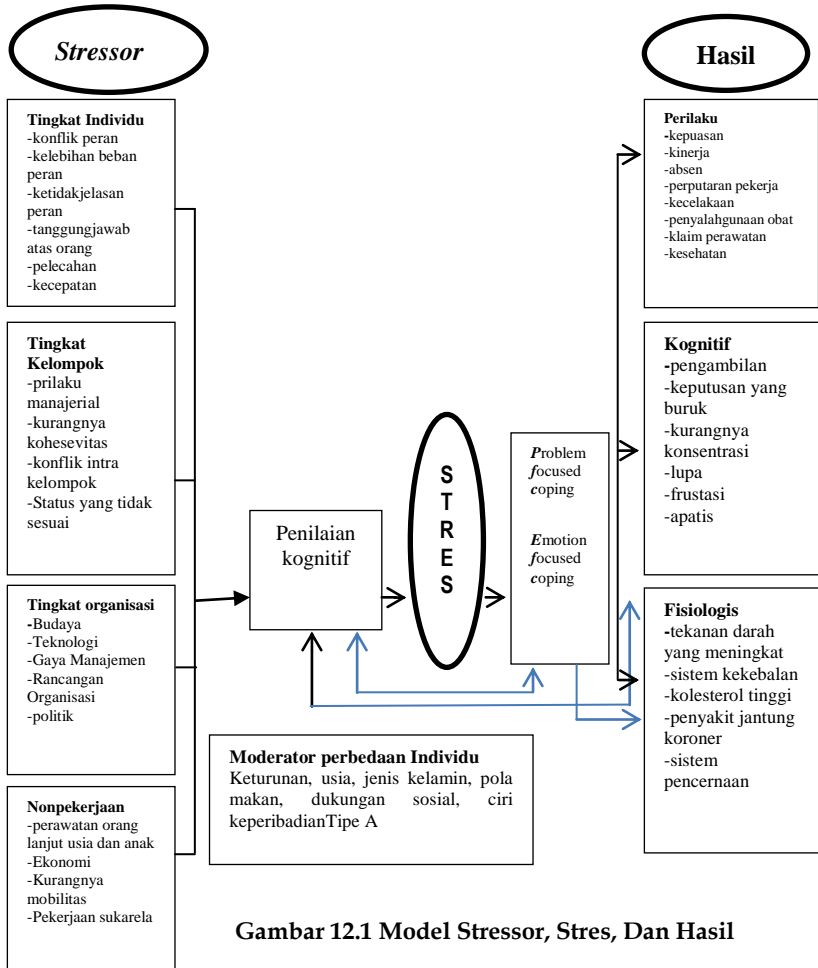 Stressor
Tingkat Individu
-konflik peran
-kelebihan beban
peran
-ketidakjelasan
peran
-tanggungjawab
atas orang
-pelecahan
-kecepatan
Tingkat
Kelompok
-prilaku
manajerial
-kurangnya
kohesevitas
-konflik intra
kelompok
-Status yang tidak
sesuai
Tingkat organisasi
-Budaya
-Teknologi
-Gaya Manajemen
-Rancangan
Organisasi
-politik
Nonpekerjaan
-perawatan orang
lanjut usia dan anak
-Ekonomi
-Kurangnya
mobilitas
-Pekerjaan sukarela
Penilaian
kognitif
S
T
R
E
S
Problem
focused
coping
Emotion
focused
coping
Moderator perbedaan Individu
Keturunan, usia, jenis kelamin, pola
makan, dukungan sosial, ciri
keperibadianTipe A
Hasil
Perilaku
-kepuasan
-kinerja
-absen
-perputaran pekerja
-kecelakaan
-penyalahgunaan obat
-klaim perawatan
-kesehatan
Kognitif
-pengambilan
-keputusan yang
buruk
-kurangnya
konsentrasi
-lupa
-frustasi
-apatis
Fisiologis
-tekanan darah
yang meningkat
-sistem kekebalan
-kolesterol tinggi
-penyakit jantung
koroner
-sistem
pencernaan
Gambar 12.1 Model Stressor, Stres, Dan Hasil